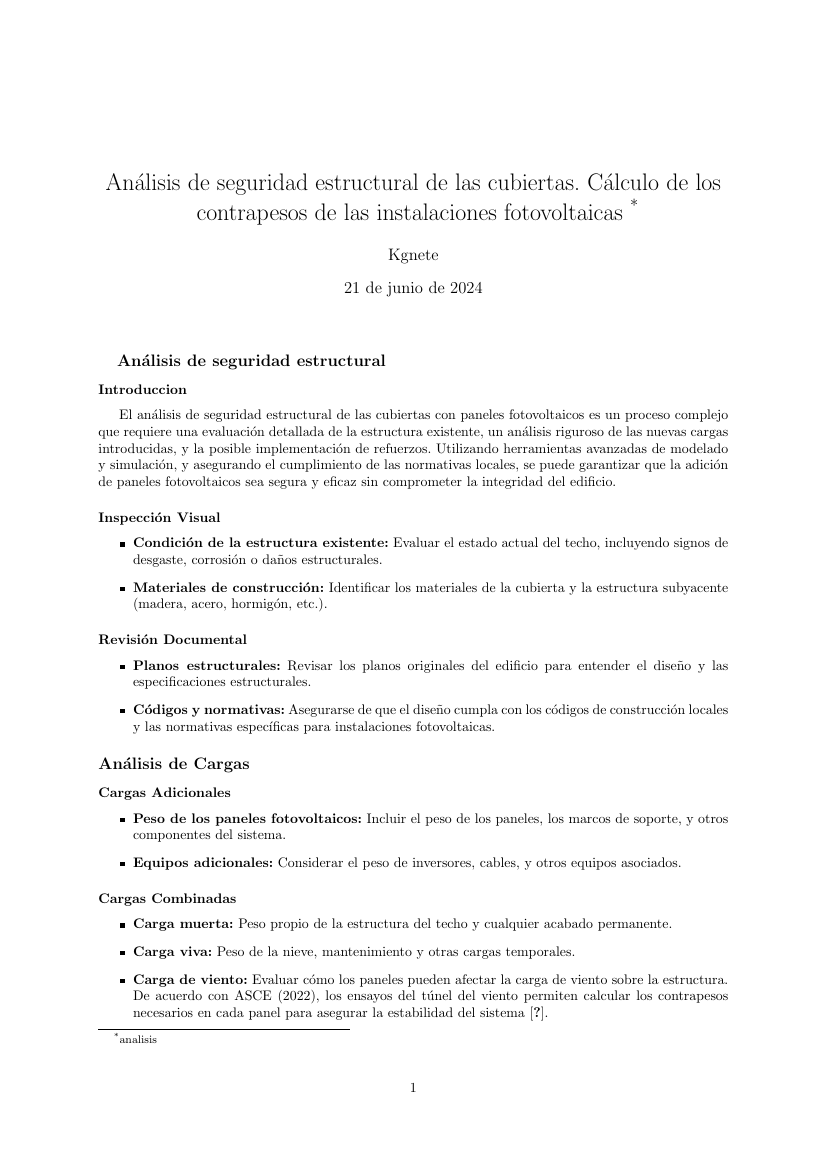 Análisis de seguridad estructural de las cubiertas. Cálculo de los
contrapesos de las instalaciones fotovoltaicas *
Kgnete
21 de junio de 2024
Análisis de seguridad estructural
Introduccion
El análisis de seguridad estructural de las cubiertas con paneles fotovoltaicos es un proceso complejo
que requiere una evaluación detallada de la estructura existente, un análisis riguroso de las nuevas cargas
introducidas, y la posible implementación de refuerzos. Utilizando herramientas avanzadas de modelado
y simulación, y asegurando el cumplimiento de las normativas locales, se puede garantizar que la adición
de paneles fotovoltaicos sea segura y eficaz sin comprometer la integridad del edificio.
Inspección Visual
▪ Condición de la estructura existente: Evaluar el estado actual del techo, incluyendo signos de
desgaste, corrosión o daños estructurales.
▪ Materiales de construcción: Identificar los materiales de la cubierta y la estructura subyacente
(madera, acero, hormigón, etc.).
Revisión Documental
▪ Planos estructurales: Revisar los planos originales del edificio para entender el diseño y las
especificaciones estructurales.
▪ Códigos y normativas: Asegurarse de que el diseño cumpla con los códigos de construcción locales
y las normativas específicas para instalaciones fotovoltaicas.
Análisis de Cargas
Cargas Adicionales
▪ Peso de los paneles fotovoltaicos: Incluir el peso de los paneles, los marcos de soporte, y otros
componentes del sistema.
▪ Equipos adicionales: Considerar el peso de inversores, cables, y otros equipos asociados.
Cargas Combinadas
▪ Carga muerta: Peso propio de la estructura del techo y cualquier acabado permanente.
▪ Carga viva: Peso de la nieve, mantenimiento y otras cargas temporales.
▪ Carga de viento: Evaluar cómo los paneles pueden afectar la carga de viento sobre la estructura.
De acuerdo con ASCE (2022), los ensayos del túnel del viento permiten calcular los contrapesos
necesarios en cada panel para asegurar la estabilidad del sistema [?].
*analisis
1